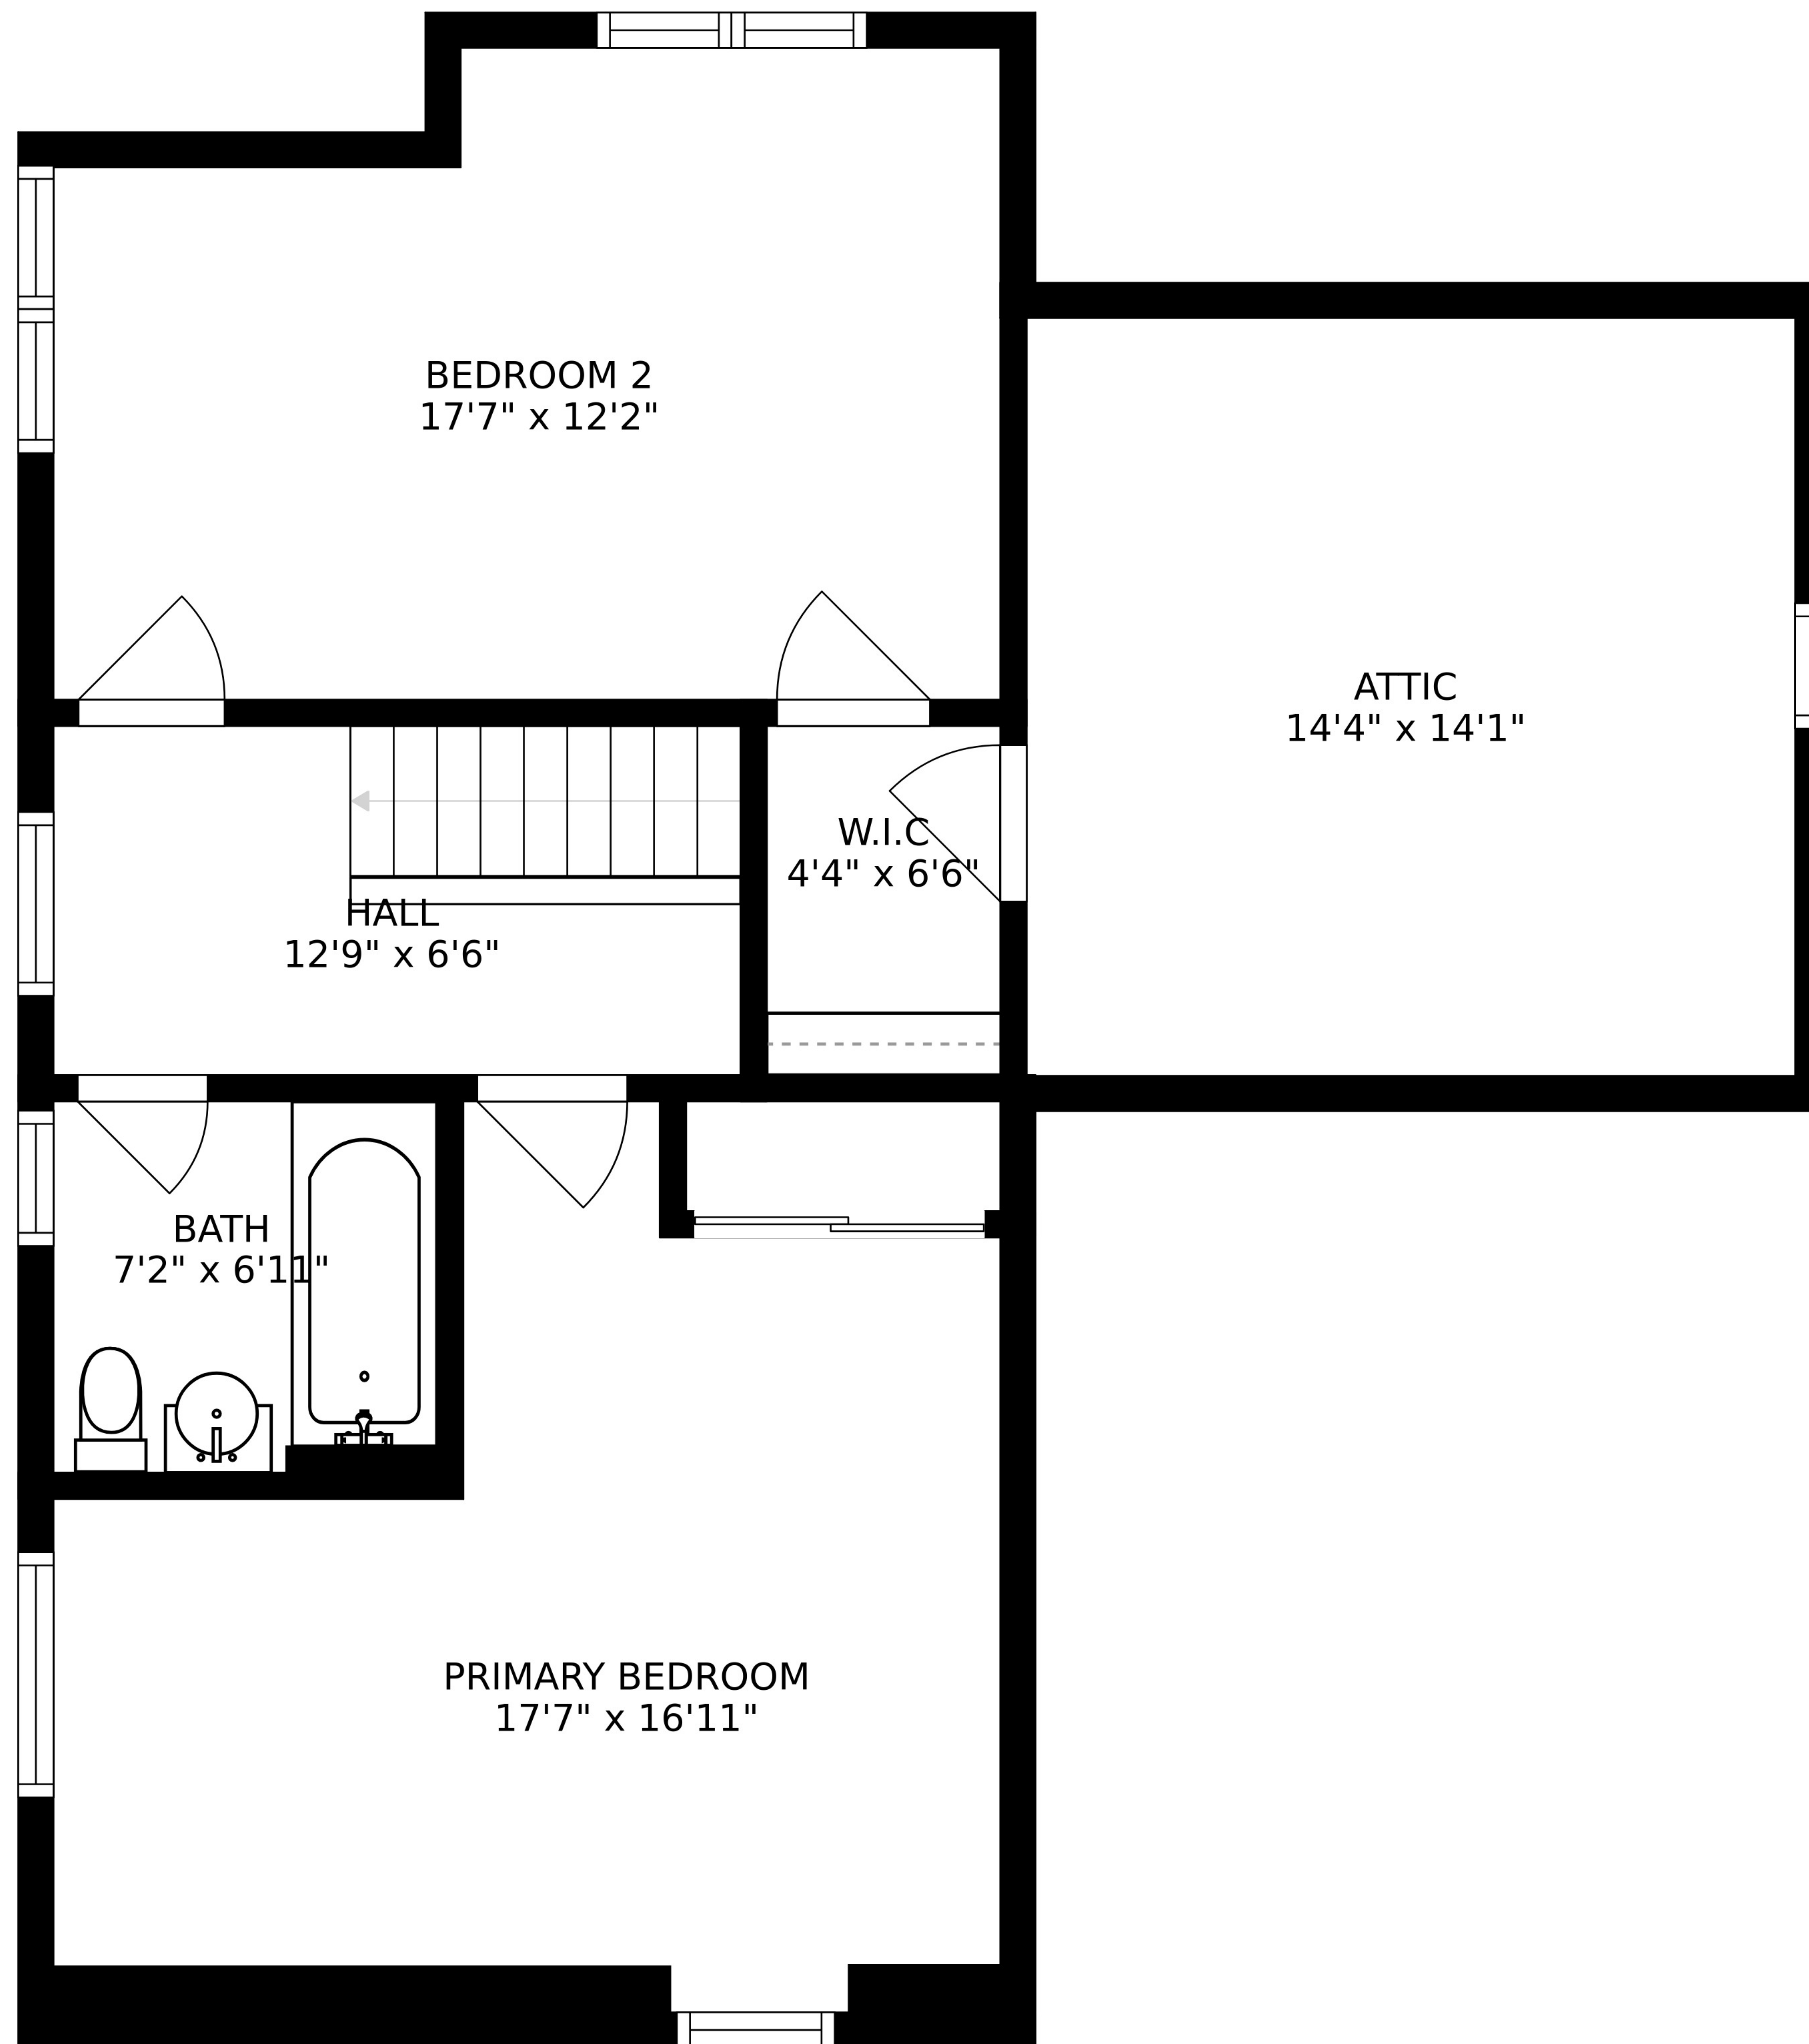 BEDROOM 2
17'7" x 12'2"
ATTIC
14'4" x 14'1"
W.I.C
4'4" x 6'6"
HALL
12'9" x 6'6"
BATH
7'2" x 6'11"
PRIMARY BEDROOM
17'7" x 16'11"